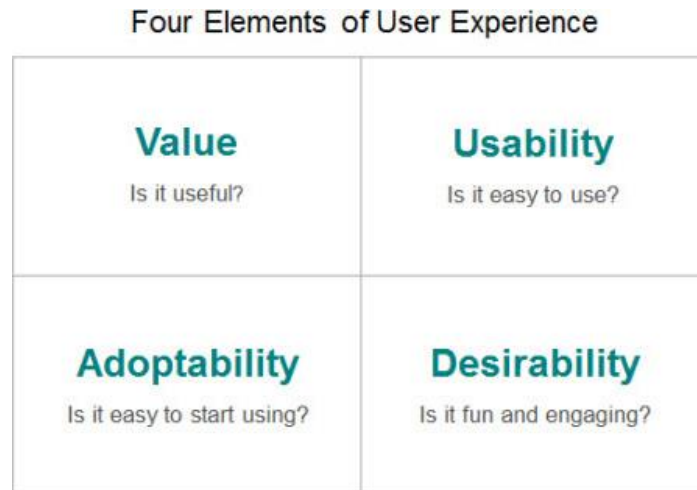 Four Elements of User Experience
Value
Is it useful?
Usability
Is it easy to use?
Adoptability
Is it easy to start using?
Desirability
Is it fun and engaging?